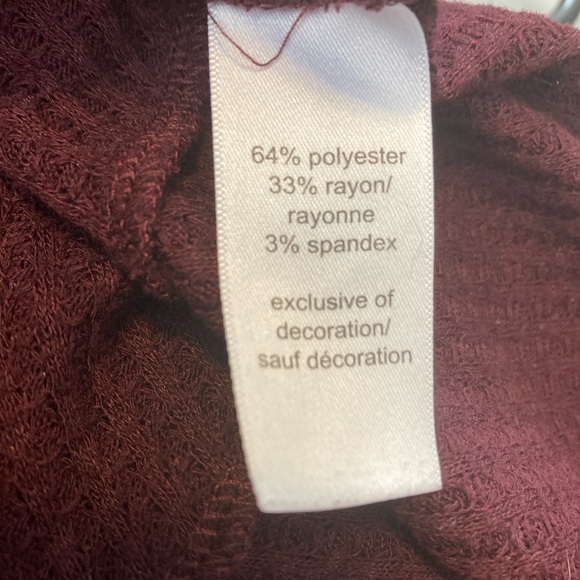 64% polyester
33% rayon/
rayonne
3% spandex
exclusive of
decoration/
sauf décoration